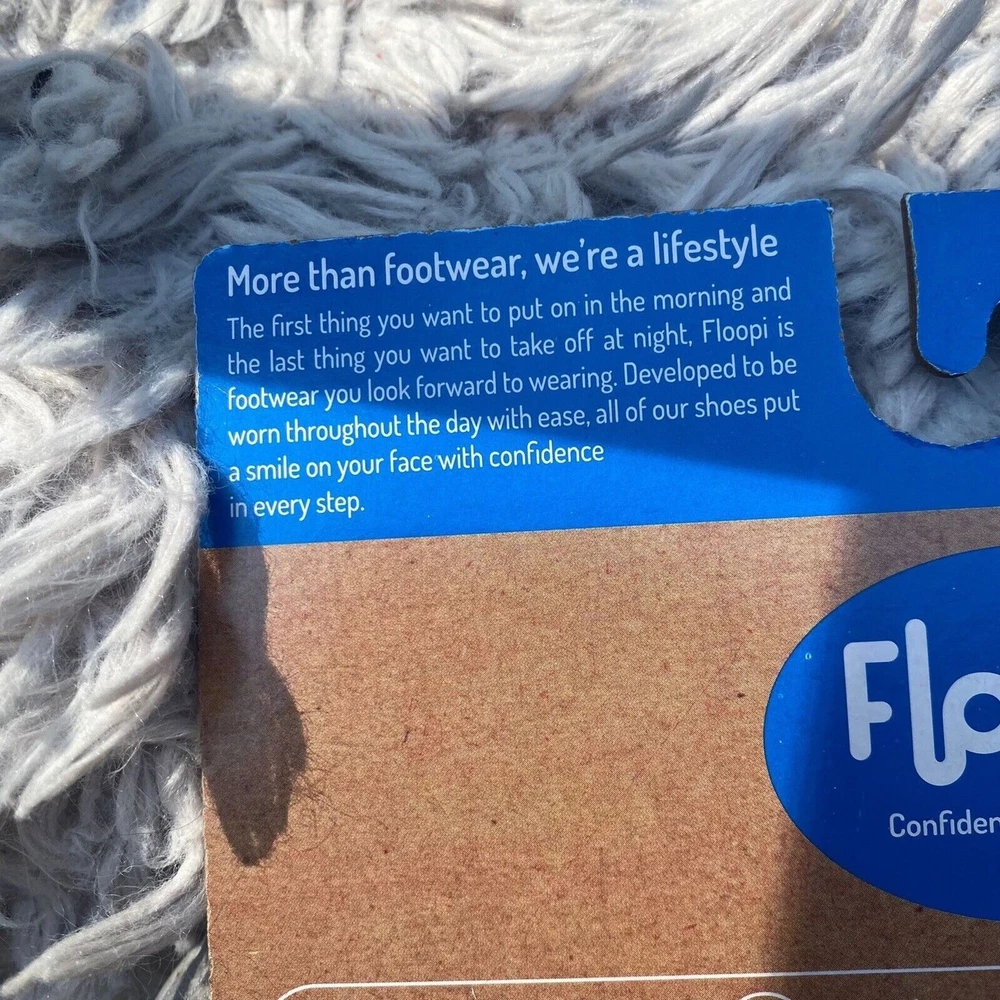 More than footwear, we're a lifestyle
The first thing you want to put on in the morning and
the last thing you want to take off at night, Floopi is
footwear you look forward to wearing. Developed to be
worn throughout the day with ease, all of our shoes put
a smile on your face with confidence
in every step.
Flo
Confiden